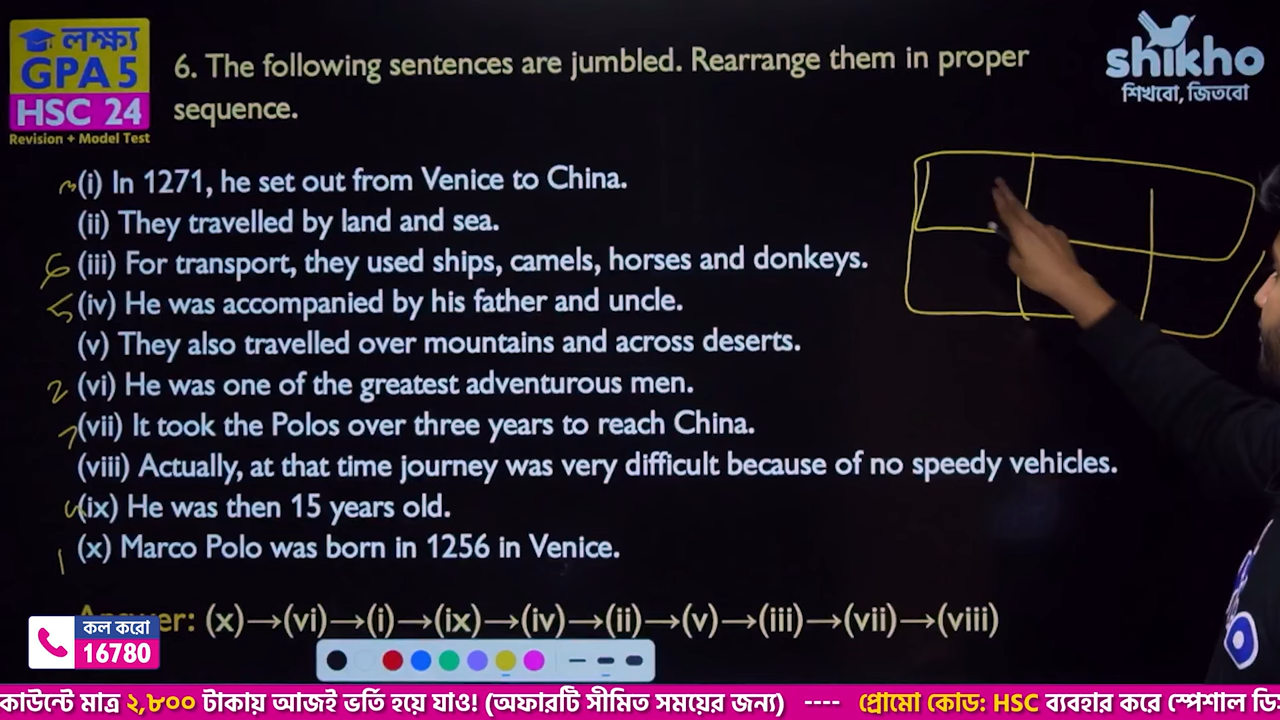 লক্ষ্য
GPA 5
HSC 24
Revision + Model Test
6. The following sentences are jumbled. Rearrange them in proper
sequence.
shikho
শিখবো, জিতবো
৩ (i) In 1271, he set out from Venice to China.
(ii) They travelled by land and sea.
6 (iii) For transport, they used ships, camels, horses and donkeys.
5 (iv) He was accompanied by his father and uncle.
(v) They also travelled over mountains and across deserts.
2 (vi) He was one of the greatest adventurous men.
7 (vii) It took the Polos over three years to reach China.
(viii) Actually, at that time journey was very difficult because of no speedy vehicles.
(ix) He was then 15 years old.
1 (x) Marco Polo was born in 1256 in Venice.
Answer: (x)→(vi)→(i)→(ix)→(iv)→(ii)→(v)→(iii)→(vii)→(viii)
কল করো
16780
কাউন্টে মাত্র ২,৮০০ টাকায় আজই ভর্তি হয়ে যাও! (অফারটি সীমিত সময়ের জন্য) ---- প্রোমো কোড: HSC ব্যবহার করে স্পেশাল ডি